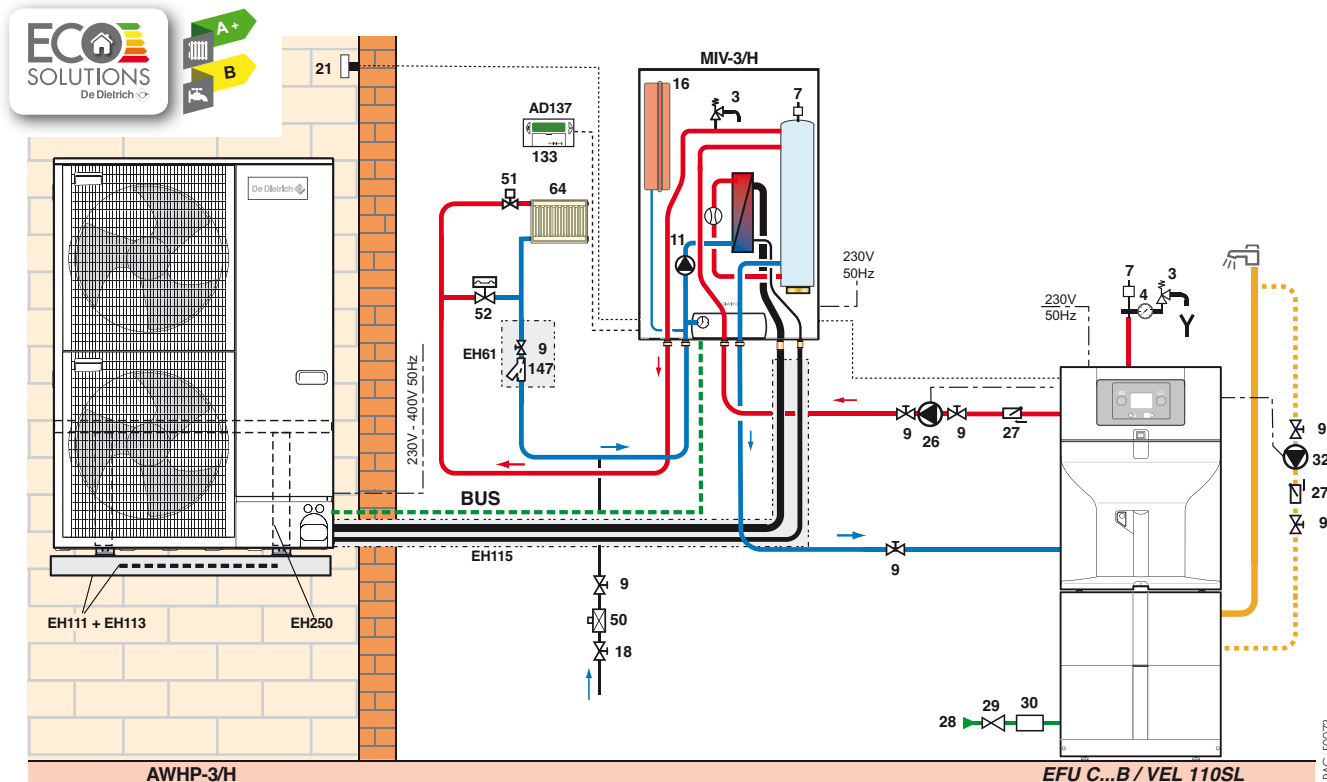 ECO
SOLUTIONS
De Dietrich
A+
B
21
AD137
133
MIV-3/H
16
3
7
51
64
11
52
EH61
9
147
230V
50Hz
230V
50Hz
7
3
4
De Dietrich
230V - 400V 50Hz
9
26
9
27
9
32
27
9
BUS
EH115
9
9
50
18
EH111 + EH113
EH250
28
29
30
AWHP-3/H
EFU C...B / VEL 110SL